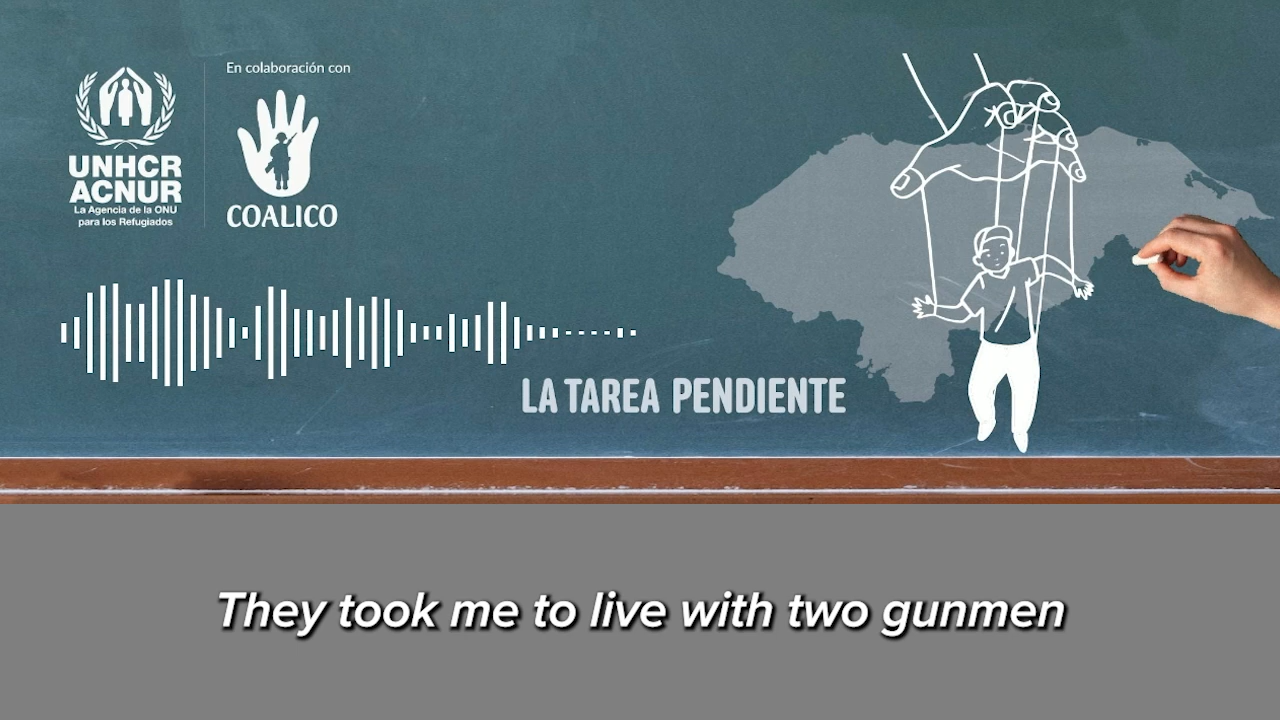 En colaboración con
UNHCR
ACNUR
La Agencia de la ONU
para los Refugiados
COALICO
LA TAREA PENDIENTE
They took me to live with two gunmen